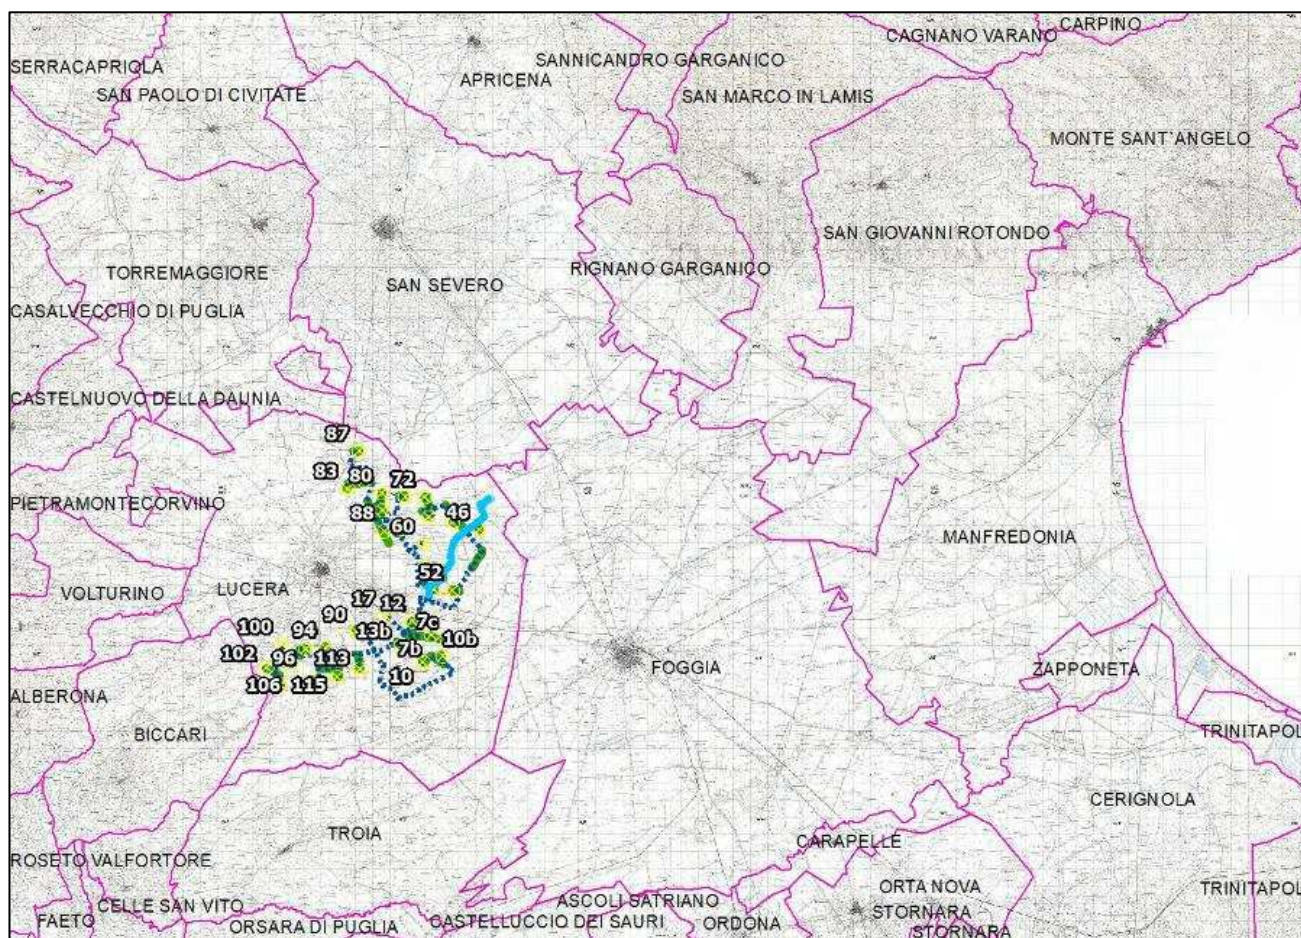 CARPINO
CAGNANO VARANO
SANNICANDRO GARGANICO
SERRACAPRIOLA
APRICENA
SAN PAOLO DI CIVITATE
SAN MARCO IN LAMIS
MONTE SANT`ANGELO
SAN GIOVANNI ROTONDO
TORREMAGGIORE
RIGNANO GARGANICO
SAN SEVERO
CASALVECCHIO DI PUGLIA
CASTELNUOVO DELLA DAUNIA
87
83
80
72
PIETRAMONTECORVINO
88
60
46
MANFREDONIA
52
LUCERA
VOLTURINO
17
12
90
7c
100
94
13b
10b
7b
102
96
113
FOGGIA
ZAPPONETA
10
106
115
ALBERONA
BICCARI
TRINITAPOL
CERIGNOLA
TROIA
CARAPELLE
ROSETO VALFORTORE
ORTA NOVA
TRINITAPOL
ASCOLI SATRIANO
CELLE SAN VITO
STORNARA
FAETO
ORSARA DI PUGLIA
CASTELLUCCIO DEI SAURI
ORDONA
STORNARA